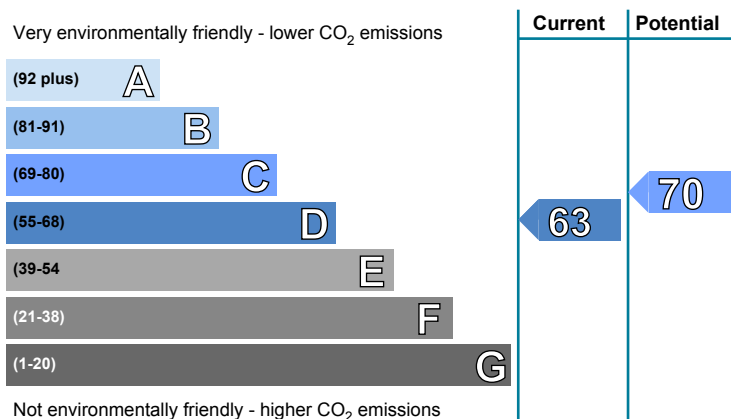 Very environmentally friendly - lower CO2 emissions
Current
Potential
(92 plus) A
(81-91) B
(69-80) C
(55-68) D
(39-54 E
(21-38) F
(1-20) G
63
70
Not environmentally friendly - higher CO2 emissions